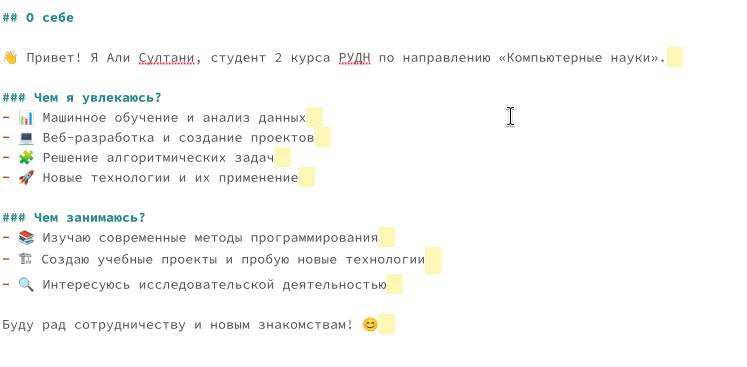 ## О себе
👋 Привет! Я Али Султани, студент 2 курса РУДН по направлению «Компьютерные науки».
### Чем я увлекаюсь?
- 📊 Машинное обучение и анализ данных
- 💻 Веб-разработка и создание проектов
- 🧩 Решение алгоритмических задач
- 🚀 Новые технологии и их применение
### Чем занимаюсь?
- 📚 Изучаю современные методы программирования
- 🏗 Создаю учебные проекты и пробую новые технологии
- 🔍 Интересуюсь исследовательской деятельностью
Буду рад сотрудничеству и новым знакомствам! 😊